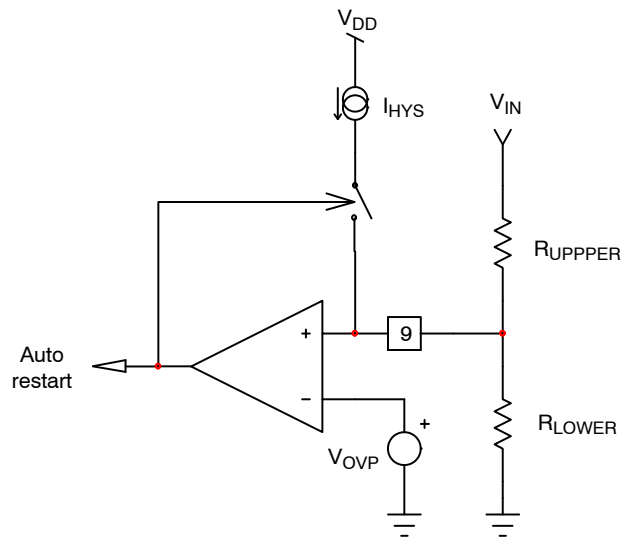 VDD
IHYS
VIN
RUPPPER
+
9
Auto
restart
−
+
RLOWER
VOVP